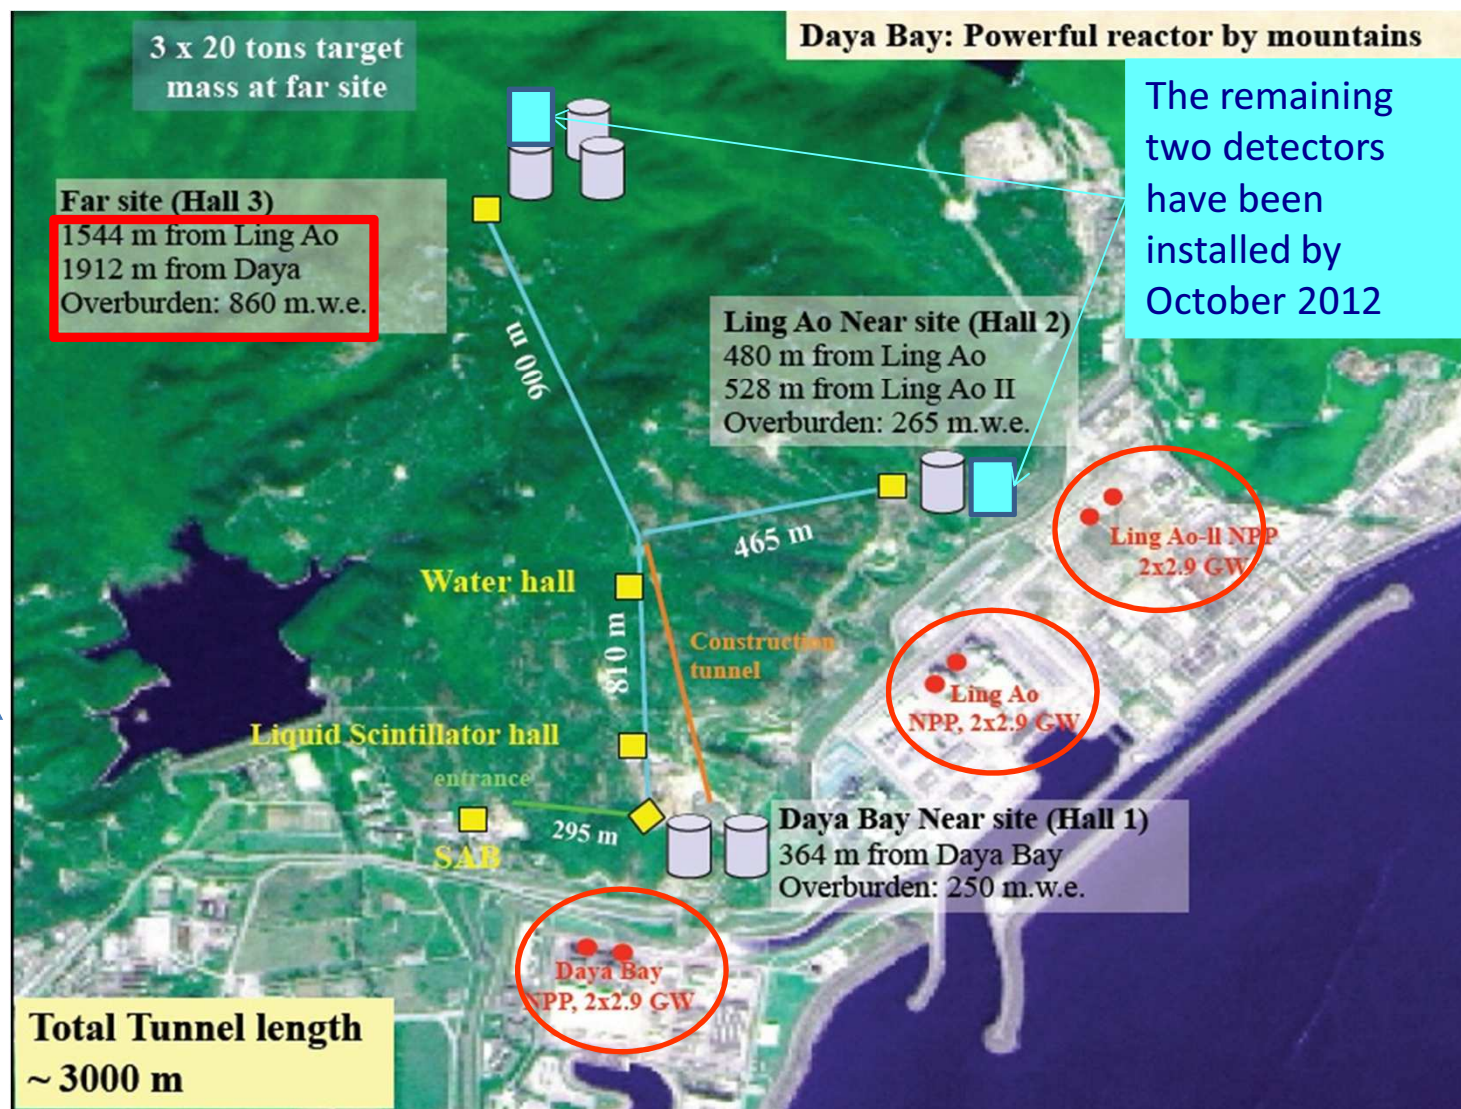 Daya Bay: Powerful reactor by mountains
3 x 20 tons target
mass at far site
The remaining
two detectors
have been
installed by
October 2012
Far site (Hall 3)
1544 m from Ling Ao
1912 m from Daya
Overburden: 860 m.w.e.
900 m
Ling Ao Near site (Hall 2)
480 m from Ling Ao
528 m from Ling Ao II
Overburden: 265 m.w.e.
465 m
Ling Ao-ll NPP
2x2.9 GW
Water hall
810 m
Construction
tunnel
Ling Ao
NPP, 2x2.9 GW
Liquid Scintillator hall
entrance
295 m
SAB
Daya Bay Near site (Hall 1)
364 m from Daya Bay
Overburden: 250 m.w.e.
Daya Bay
NPP, 2x2.9 GW
Total Tunnel length
~ 3000 m